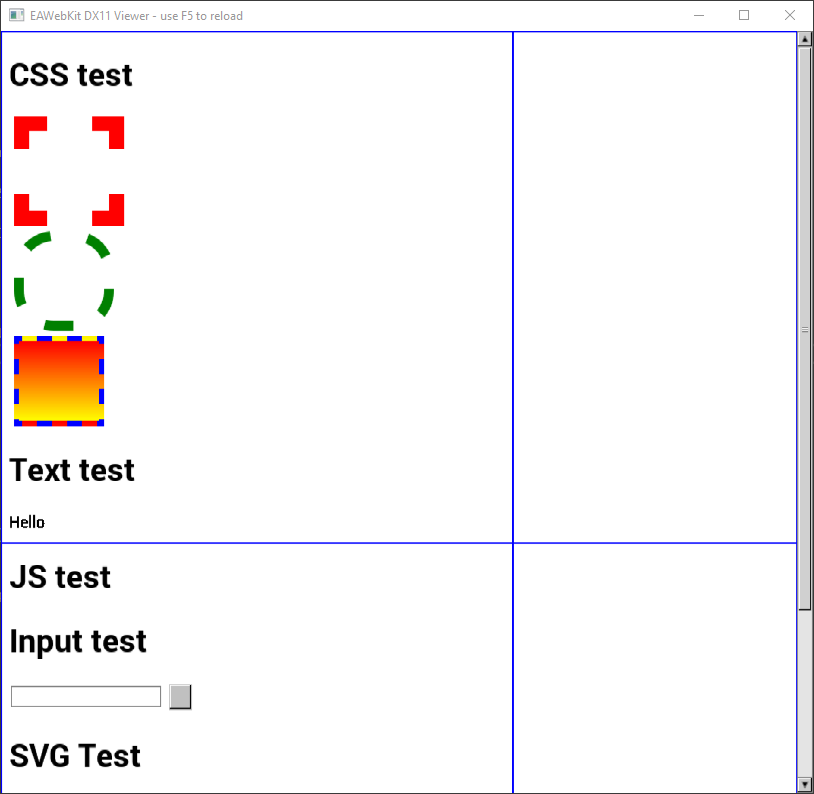 EAWebKit DX11 Viewer - use F5 to reload
CSS test
Text test
Hello
JS test
Input test
SVG Test